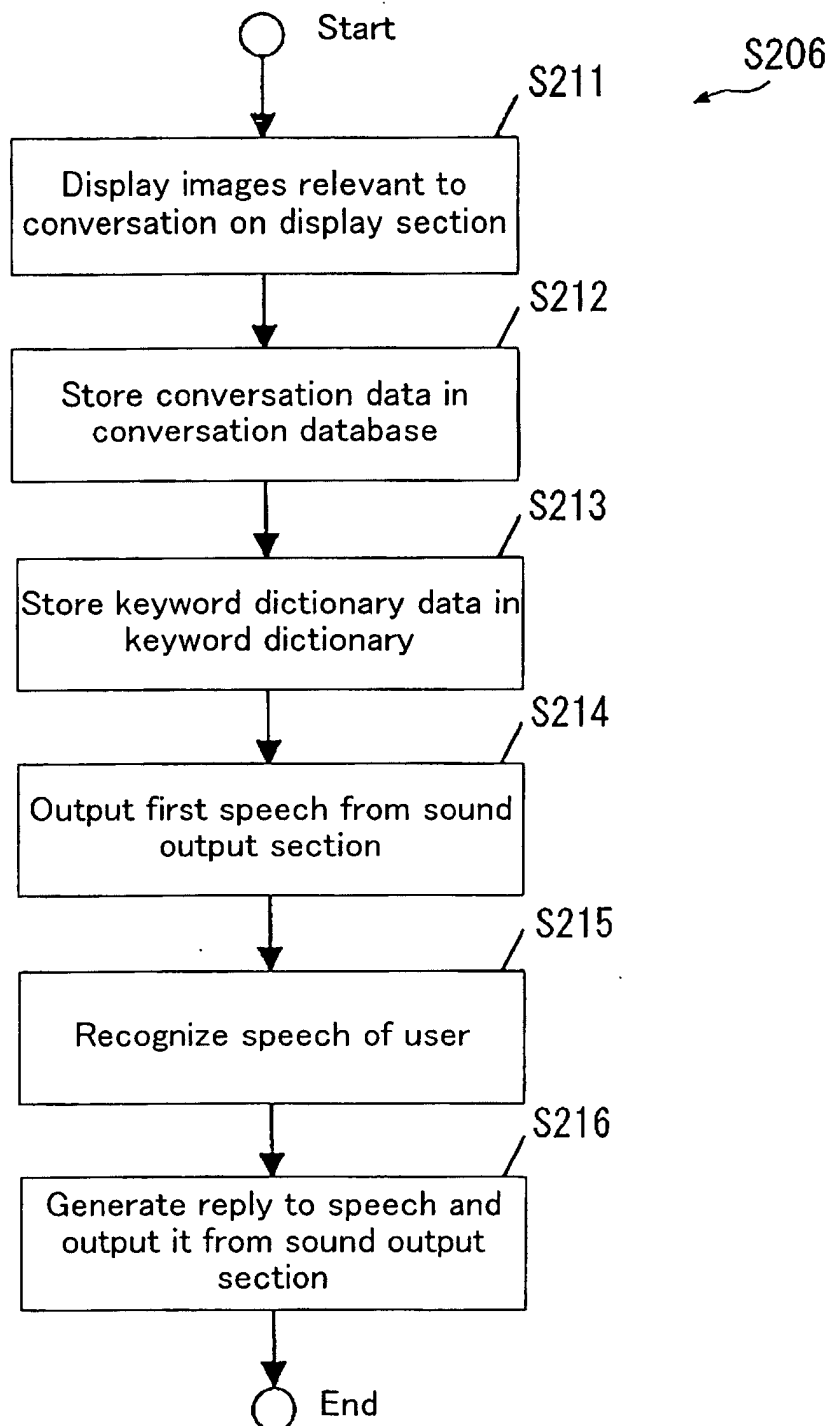 Start
S206
S211
Display images relevant to
conversation on display section
S212
Store conversation data in
conversation database
S213
Store keyword dictionary data in
keyword dictionary
S214
Output first speech from sound
output section
S215
Recognize speech of user
S216
Generate reply to speech and
output it from sound output
section
End